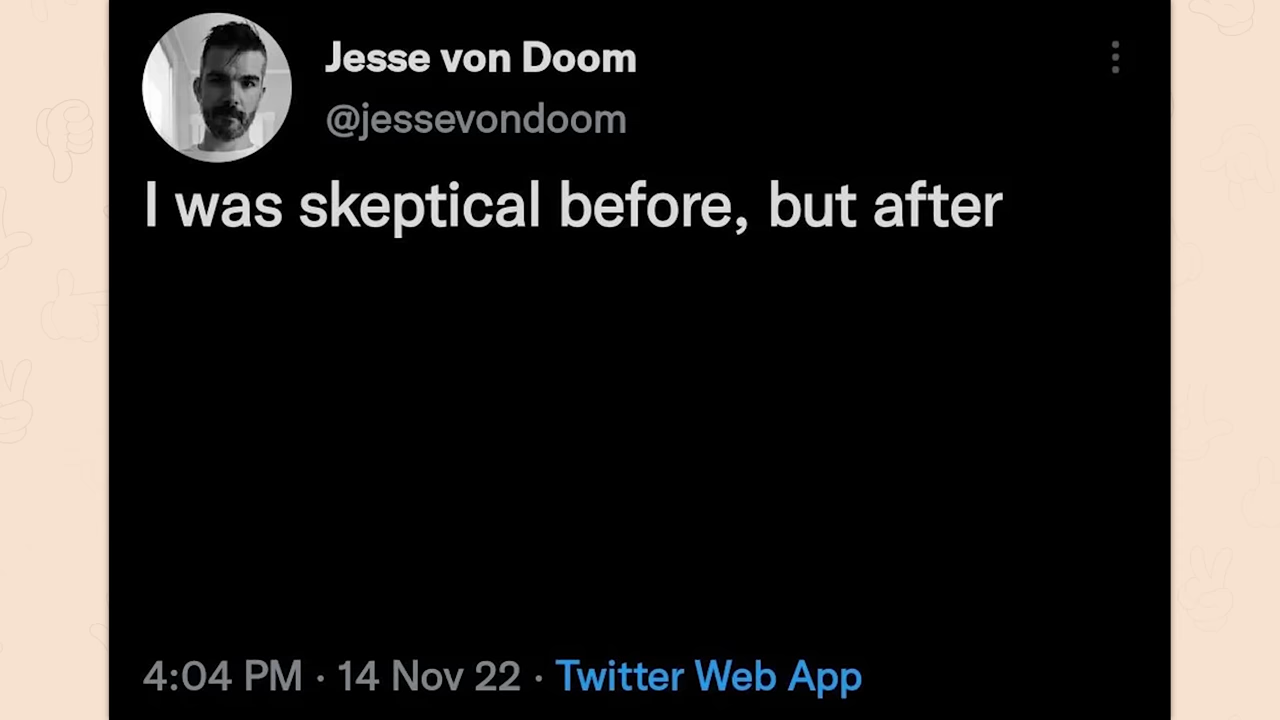 Jesse von Doom
@jessevondoom
I was skeptical before, but after
4:04 PM · 14 Nov 22 · Twitter Web App